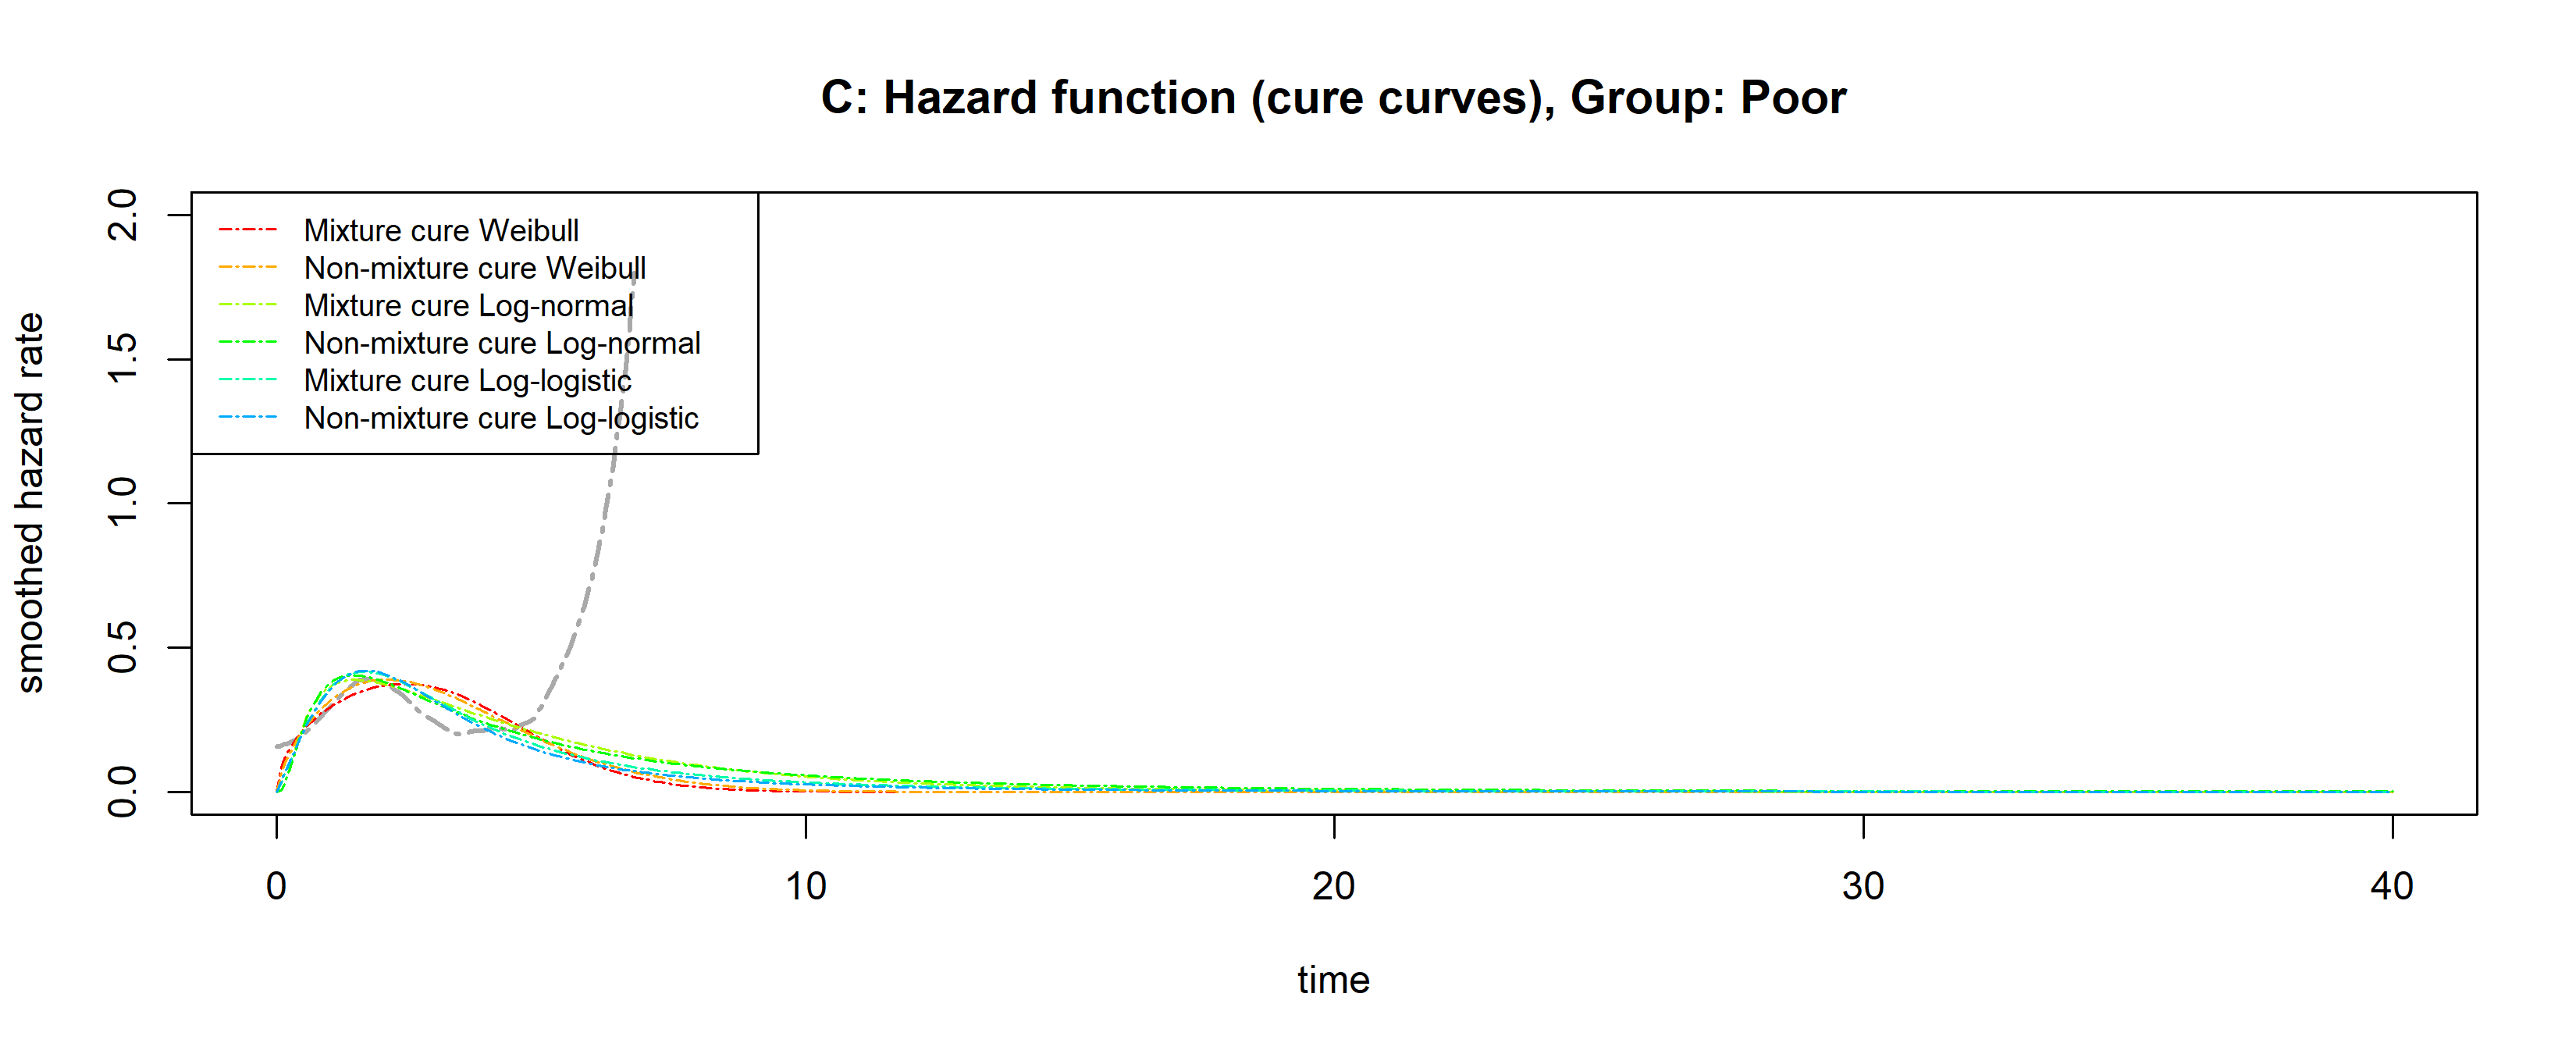 C: Hazard function (cure curves), Group: Poor
smoothed hazard rate
2.0
1.5
1.0
0.5
0.0
Mixture cure Weibull
Non-mixture cure Weibull
Mixture cure Log-normal
Non-mixture cure Log-normal
Mixture cure Log-logistic
Non-mixture cure Log-logistic
0 10 20 30 40
time